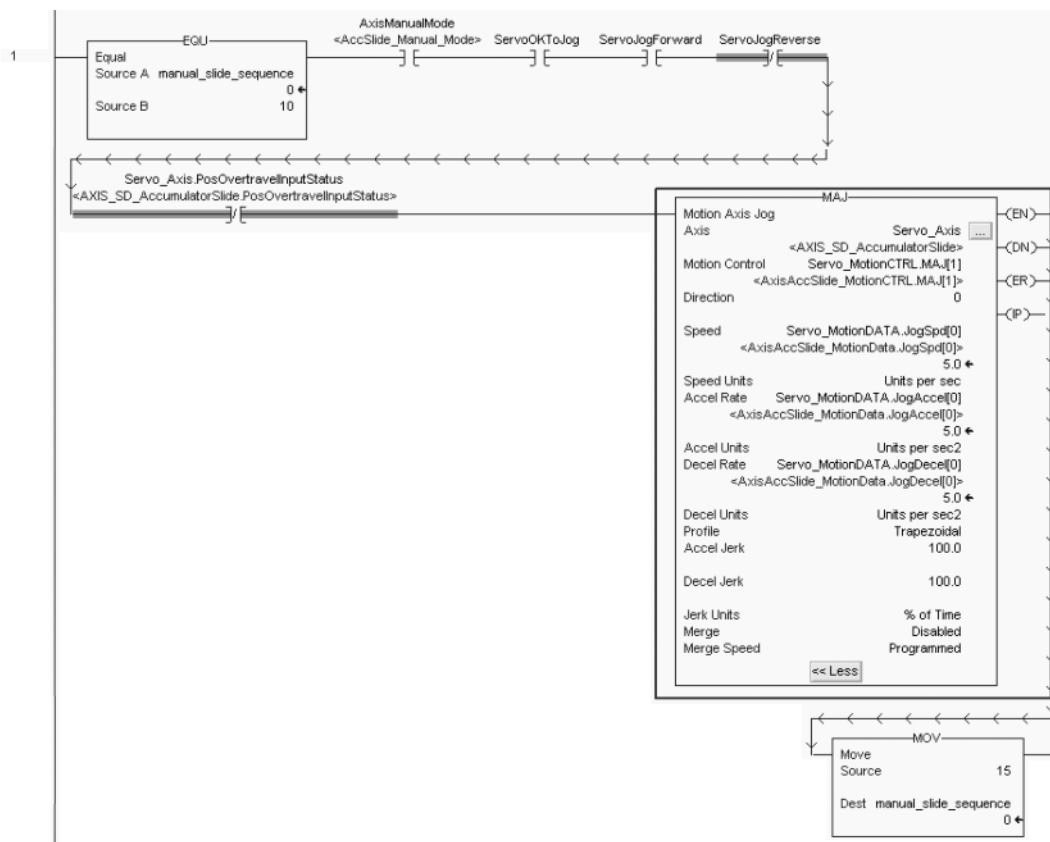 1
EQU
Equal
Source A manual_slide_sequence
0
Source B 10
AxisManualMode
<AccSlide_Manual_Mode>
ServoOKToJog
ServoJogForward
ServoJogReverse
Servo_Axis.PosOvertravelInputStatus
<AXIS_SD_AccumulatorSlide.PosOvertravelInputStatus>
MAJ
Motion Axis Jog
Axis Servo_Axis ...
<AXIS_SD_AccumulatorSlide>
Motion Control Servo_MotionCTRL.MAJ[1]
<AxisAccSlide_MotionCTRL.MAJ[1]>
Direction 0
Speed Servo_MotionDATA.JogSpd[0]
<AxisAccSlide_MotionData.JogSpd[0]>
5.0
Speed Units Units per sec
Accel Rate Servo_MotionDATA.JogAccel[0]
<AxisAccSlide_MotionData.JogAccel[0]>
5.0
Accel Units Units per sec2
Decel Rate Servo_MotionDATA.JogDecel[0]
<AxisAccSlide_MotionData.JogDecel[0]>
5.0
Decel Units Units per sec2
Profile Trapezoidal
Accel Jerk 100.0
Decel Jerk 100.0
Jerk Units % of Time
Merge Disabled
Merge Speed Programmed
<< Less
EN
DN
ER
IP
MOV
Move
Source 15
Dest manual_slide_sequence
0